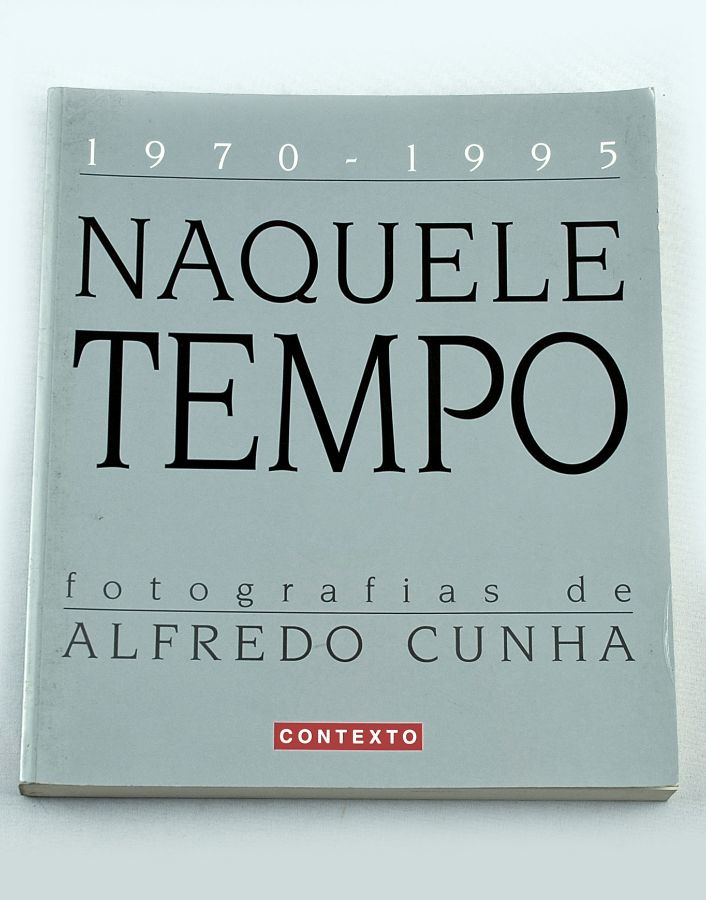 1970-1995
NAQUELE
TEMPO
fotografias de
ALFREDO CUNHA
CONTEXTO